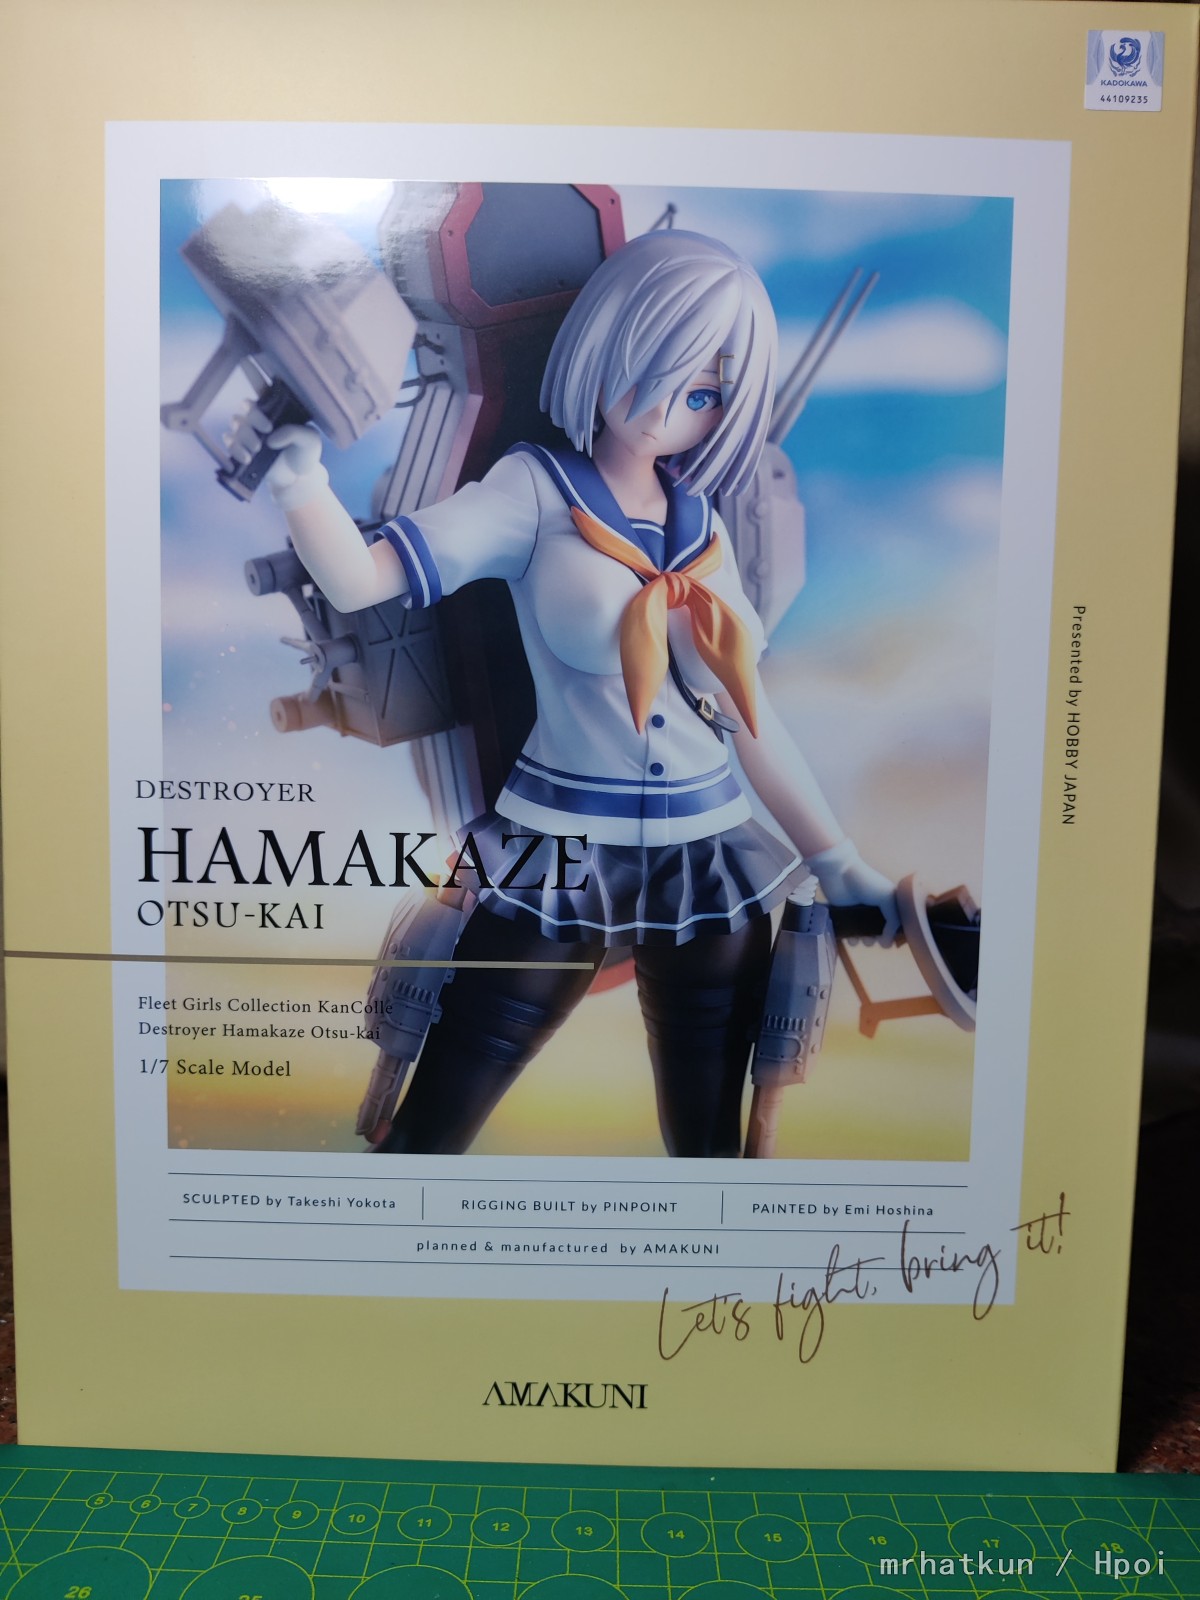 KADOKAWA
44109235
Presented by HOBBY JAPAN
DESTROYER
HAMAKAZE
OTSU-KAI
Fleet Girls Collection KanColle
Destroyer Hamakaze Otsu-kai
1/7 Scale Model
SCULPTED by Takeshi Yokota
RIGGING BUILT by PINPOINT
PAINTED by Emi Hoshina
planned & manufactured by AMAKUNI
Let's fight, bring it!
AMAKUNI
5 6 7 8 9 10 11 12 13 14 15 16 17 18
26 25
mrhatkun / Hpoi